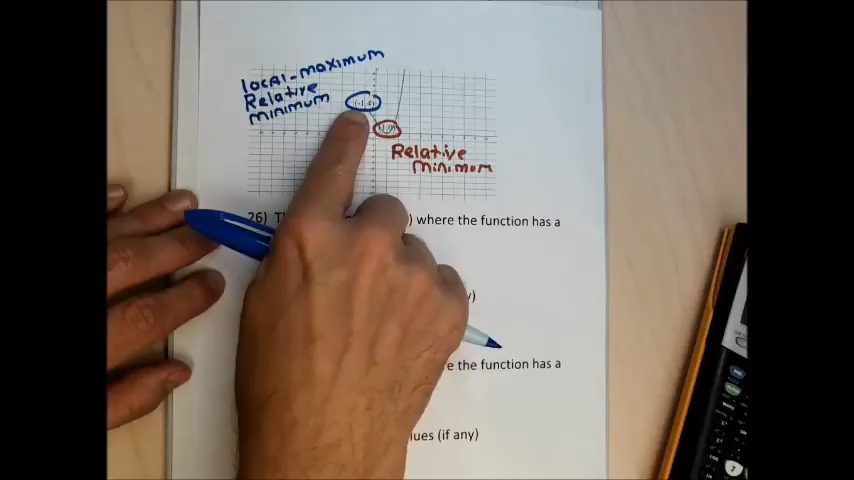 local-maximum
Relative
minimum
(-1, 4)
Relative
minimum
26)
) where the function has a
re the function has a
lues (if any)